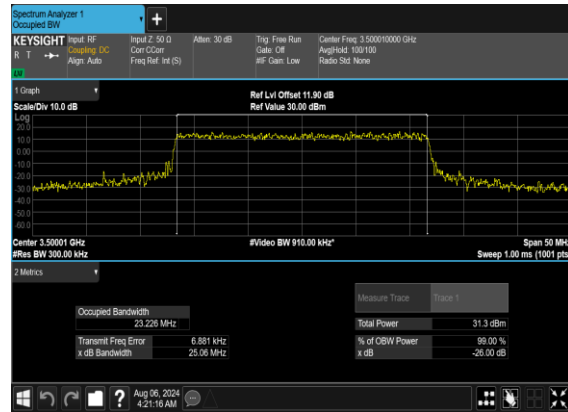 Spectrum Analyzer 1
Occupied BW
+
KEYSIGHT
R T
LXI
Input: RF
Coupling: DC
Align: Auto
Input Z: 50 Ω
Corr CCorr
Freq Ref: Int (S)
Atten: 30 dB
Trig: Free Run
Gate: Off
#IF Gain: Low
Center Freq: 3.500010000 GHz
Avg|Hold: 100/100
Radio Std: None
1 Graph
Scale/Div 10.0 dB
Ref Lvl Offset 11.90 dB
Ref Value 30.00 dBm
Log
20.0
10.0
0.00
-10.0
-20.0
-30.0
-40.0
-50.0
-60.0
Center 3.50001 GHz
#Res BW 300.00 kHz
#Video BW 910.00 kHz*
Span 50 MHz
Sweep 1.00 ms (1001 pts
2 Metrics
Measure Trace Trace 1
Occupied Bandwidth
23.226 MHz
Total Power 31.3 dBm
Transmit Freq Error 6.881 kHz
% of OBW Power 99.00 %
x dB Bandwidth 25.06 MHz
x dB -26.00 dB
?
Aug 06, 2024
4:21:16 AM